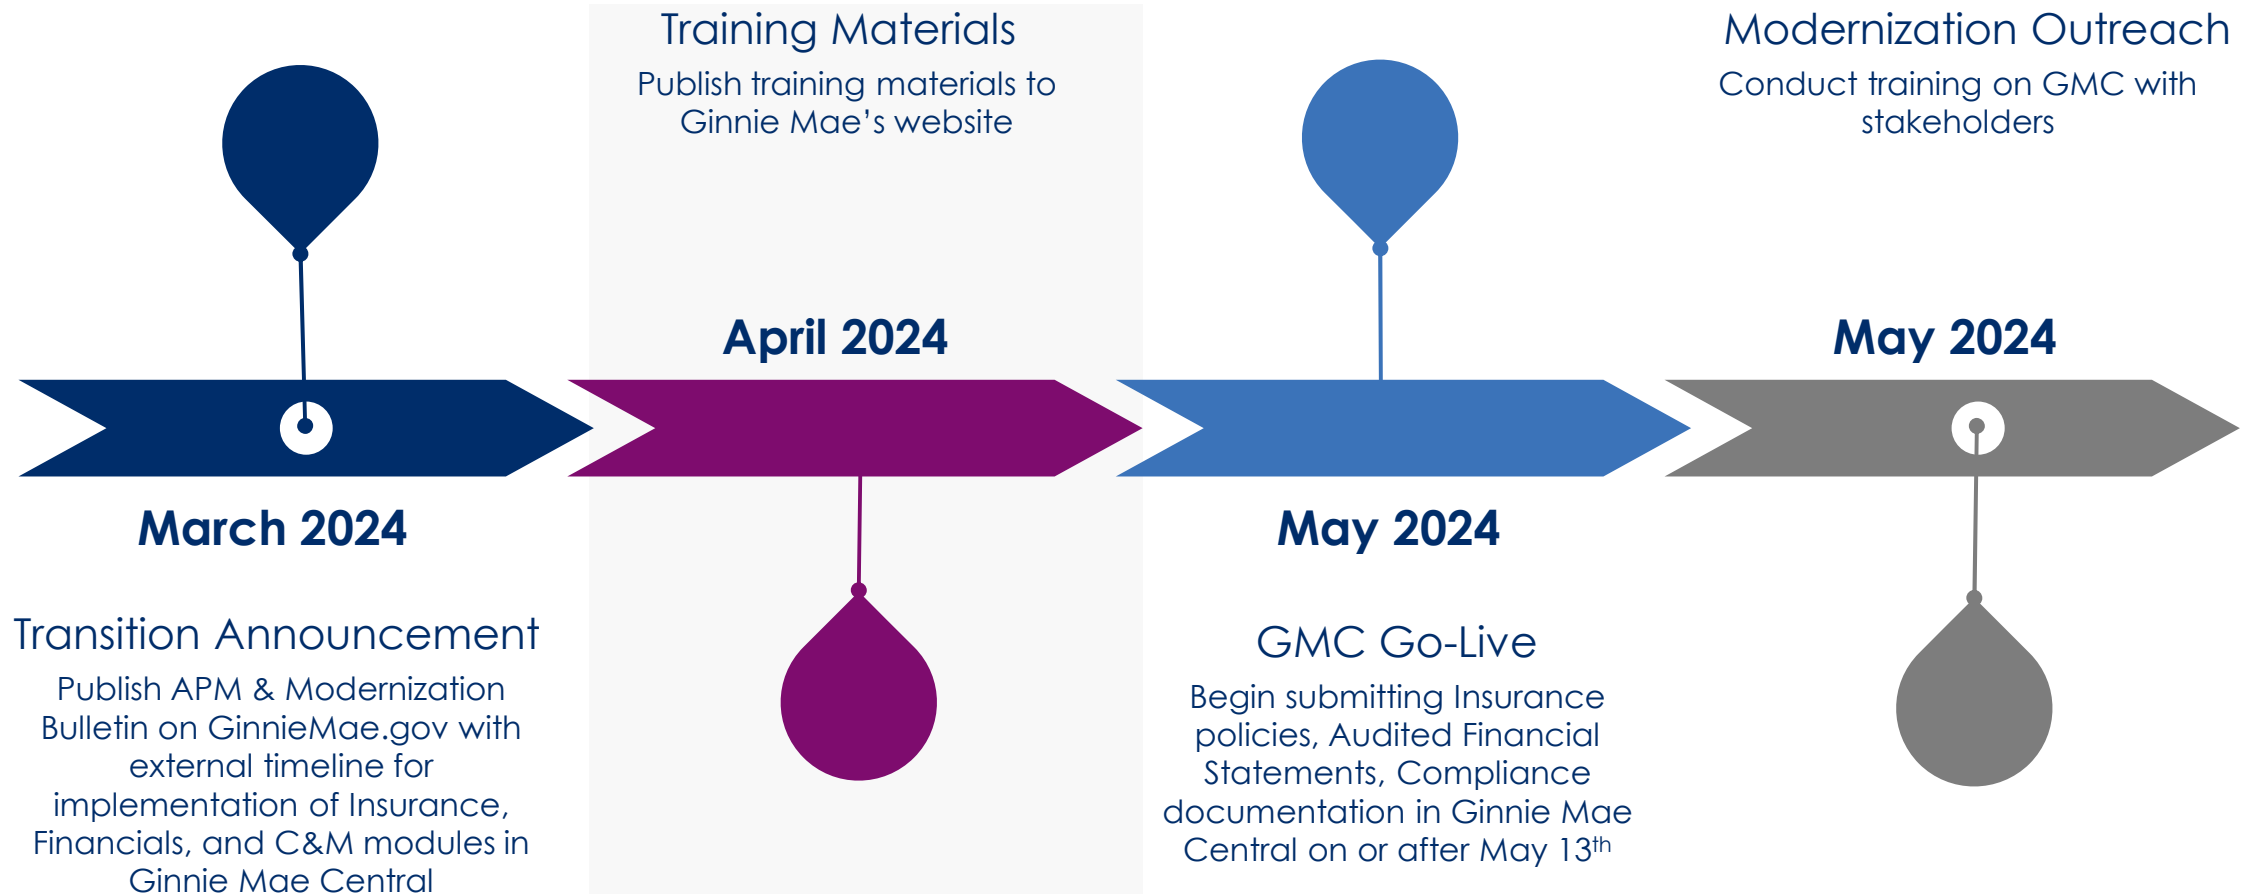 March 2024
Transition Announcement
Publish APM & Modernization
Bulletin on GinnieMae.gov with
external timeline for
implementation of Insurance,
Financials, and C&M modules in
Ginnie Mae Central
Training Materials
Publish training materials to
Ginnie Mae’s website
April 2024
May 2024
GMC Go-Live
Begin submitting Insurance
policies, Audited Financial
Statements, Compliance
documentation in Ginnie Mae
Central on or after May 13th
Modernization Outreach
Conduct training on GMC with
stakeholders
May 2024